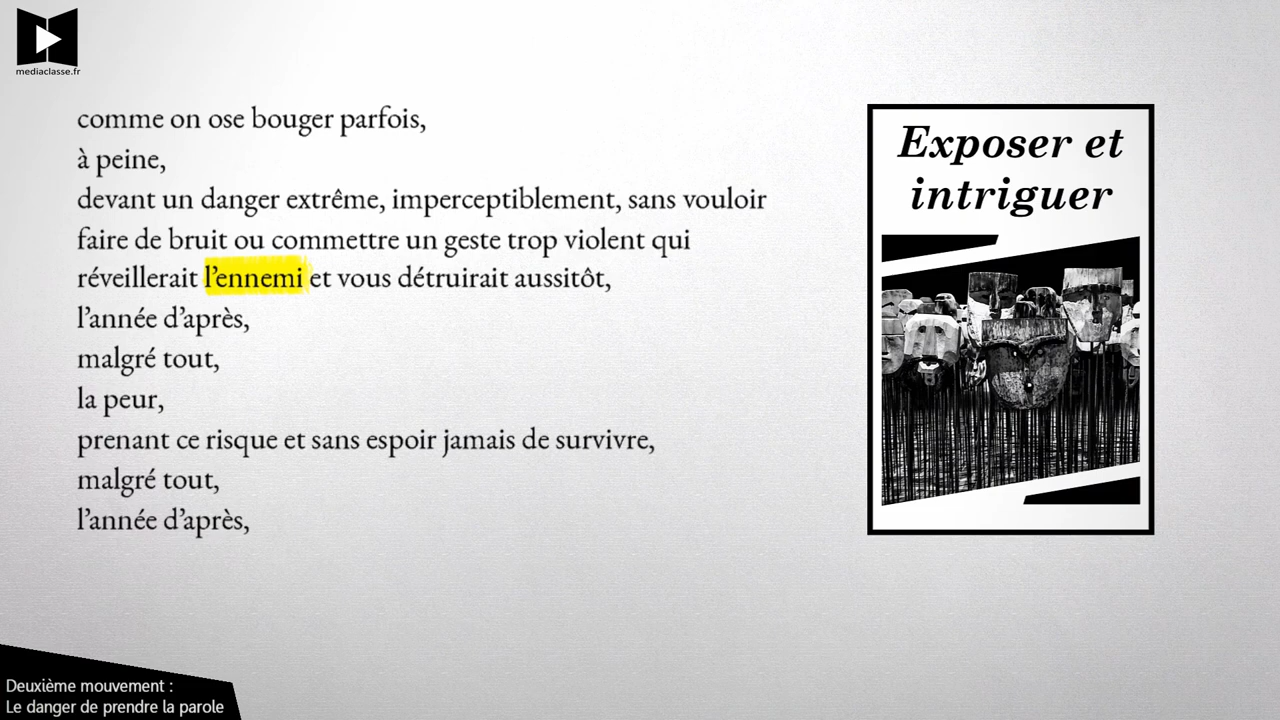 mediaclasse.fr
comme on ose bouger parfois,
à peine,
devant un danger extrême, imperceptiblement, sans vouloir
faire de bruit ou commettre un geste trop violent qui
réveillerait l’ennemi et vous détruirait aussitôt,
l’année d’après,
malgré tout,
la peur,
prenant ce risque et sans espoir jamais de survivre,
malgré tout,
l’année d’après,
Exposer et
intriguer
Deuxième mouvement :
Le danger de prendre la parole